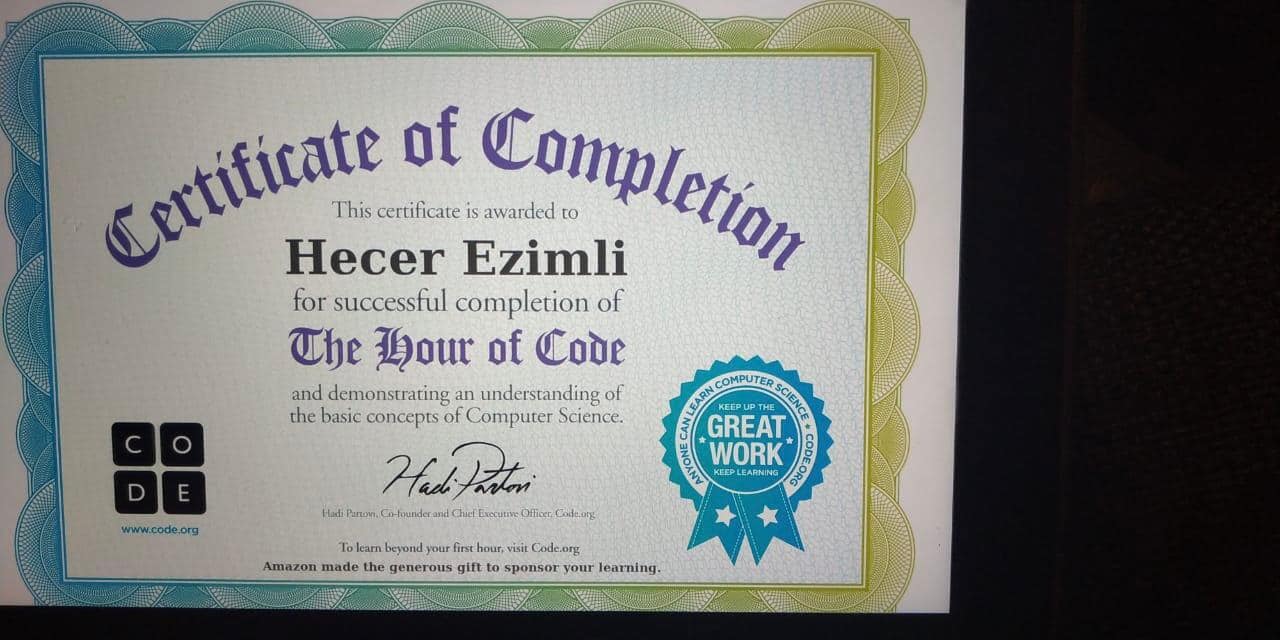 Certificate of Completion
This certificate is awarded to
Hecer Ezimli
for successful completion of
The Hour of Code
and demonstrating an understanding of
the basic concepts of Computer Science.
C O
D E
www.code.org
Hadi Partovi
Hadi Partovi, Co-founder and Chief Executive Officer, Code.org
To learn beyond your first hour, visit Code.org
Amazon made the generous gift to sponsor your learning.
ANYONE CAN LEARN COMPUTER SCIENCE • CODE.ORG
KEEP UP THE
GREAT
WORK
KEEP LEARNING